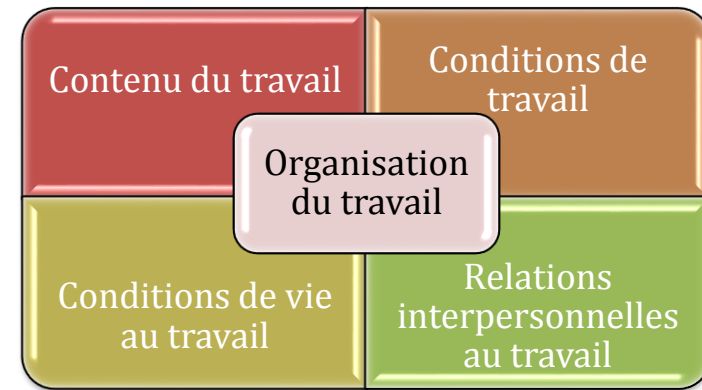 Contenu du travail
Conditions de
travail
Organisation
du travail
Conditions de vie
au travail
Relations
interpersonnelles
au travail